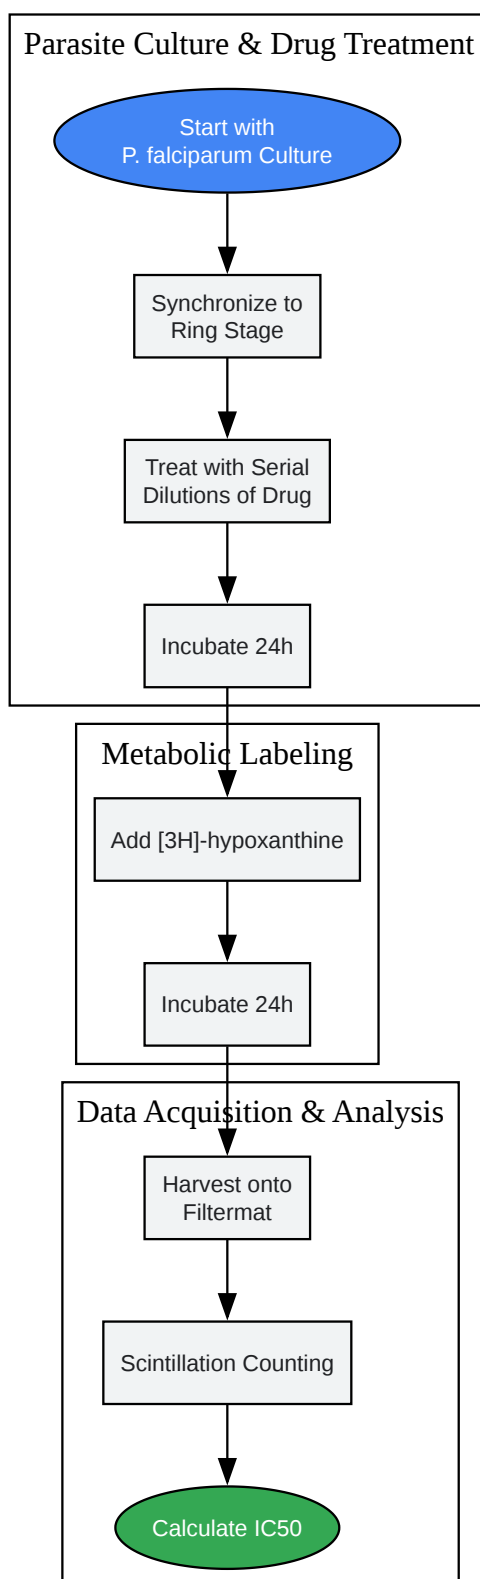 Parasite Culture & Drug Treatment
Start with
P. falciparum Culture
Synchronize to
Ring Stage
Treat with Serial
Dilutions of Drug
Incubate 24h
Metabolic Labeling
Add [3H]-hypoxanthine
Incubate 24h
Data Acquisition & Analysis
Harvest onto
Filtermat
Scintillation Counting
Calculate IC50